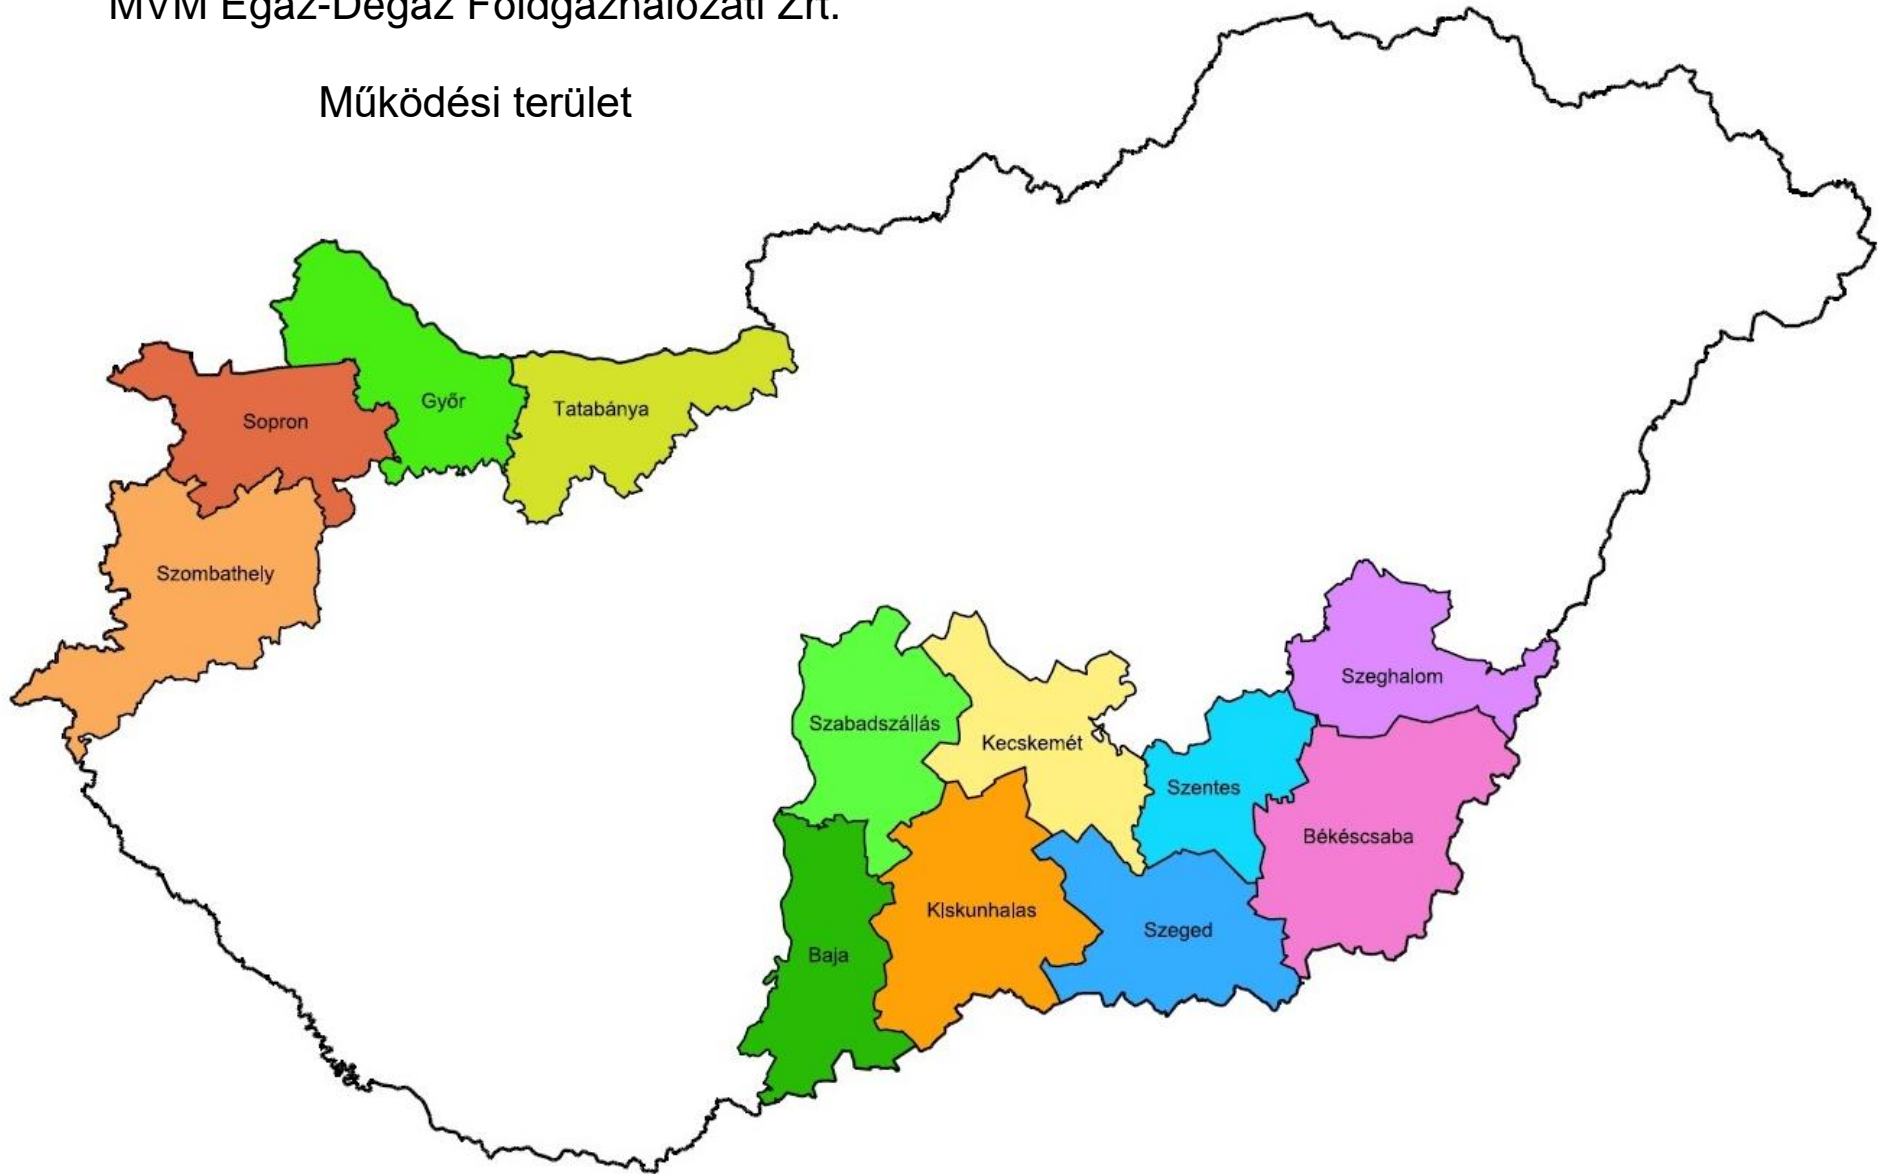 MVM Égáz-Dégáz Földgázhálózati Zrt.
Működési terület
Győr
Tatabánya
Sopron
Szombathely
Szeghalom
Szabadszállás
Kecskemét
Szentes
Békéscsaba
Kiskunhalas
Szeged
Baja